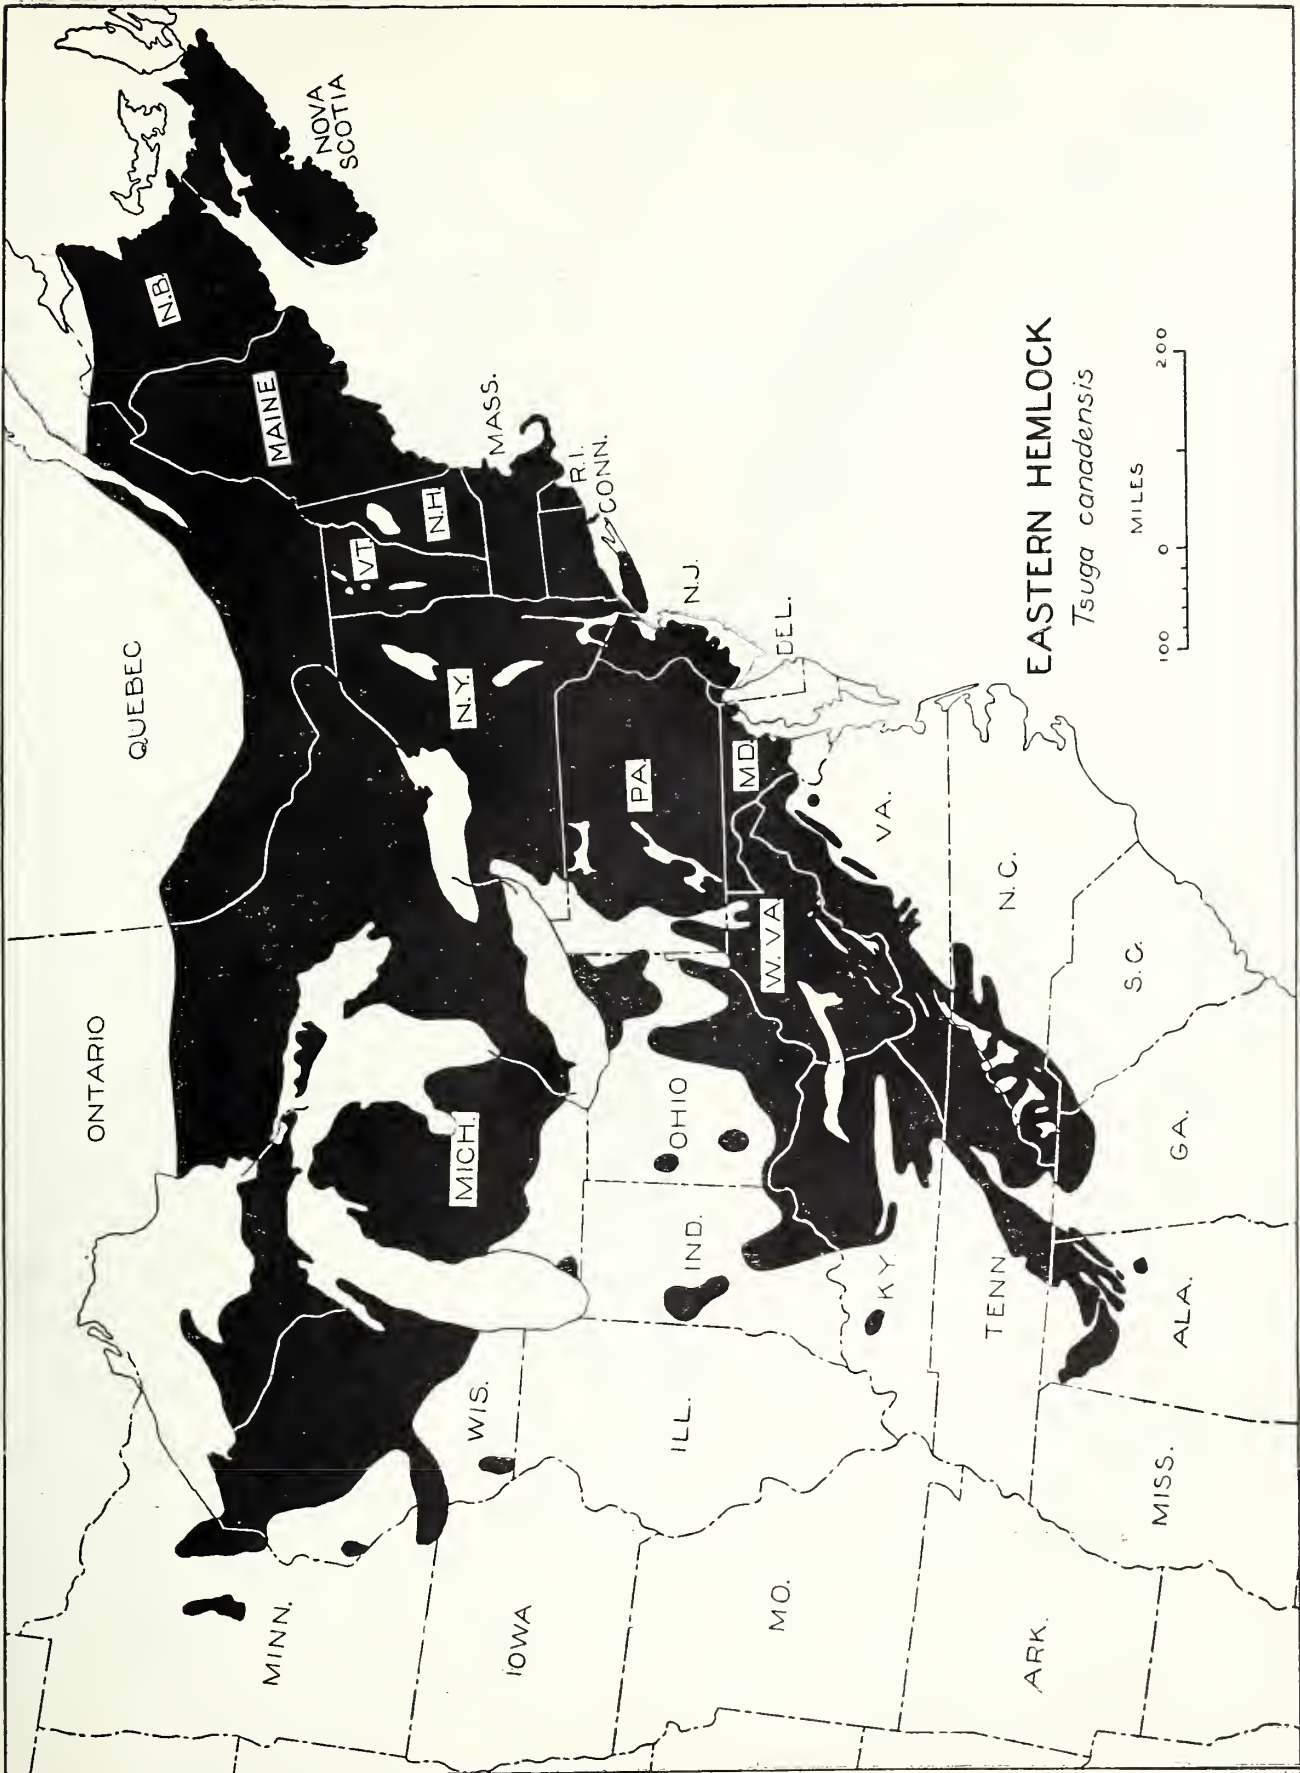 QUEBEC
ONTARIO
NOVA
SCOTIA
N.B.
MAINE
VT.
N.H.
MASS.
R.I.
CONN.
N.Y.
N.J.
PA.
DEL.
MD.
MICH.
OHIO
W. VA.
VA.
IND.
WIS.
ILL.
KY.
N.C.
TENN
S.C.
GA.
ALA.
MISS.
MINN.
IOWA
MO.
ARK.
EASTERN HEMLOCK
Tsuga canadensis
MILES
100 0 200